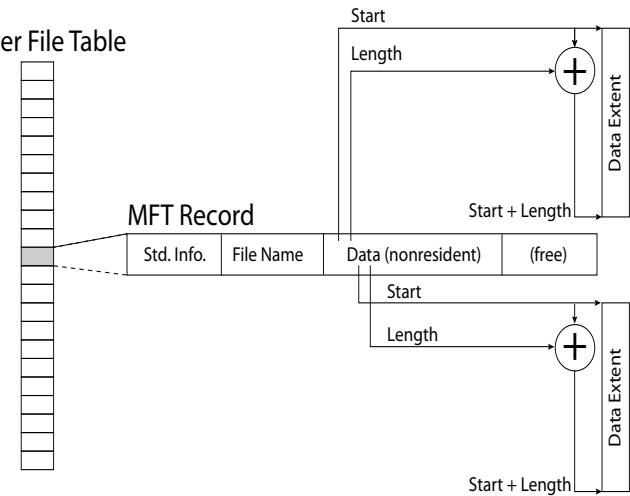 Start
er File Table
Length
+
Data Extent
Start + Length
MFT Record
Std. Info.
File Name
Data (nonresident)
(free)
Start
Length
+
Data Extent
Start + Length